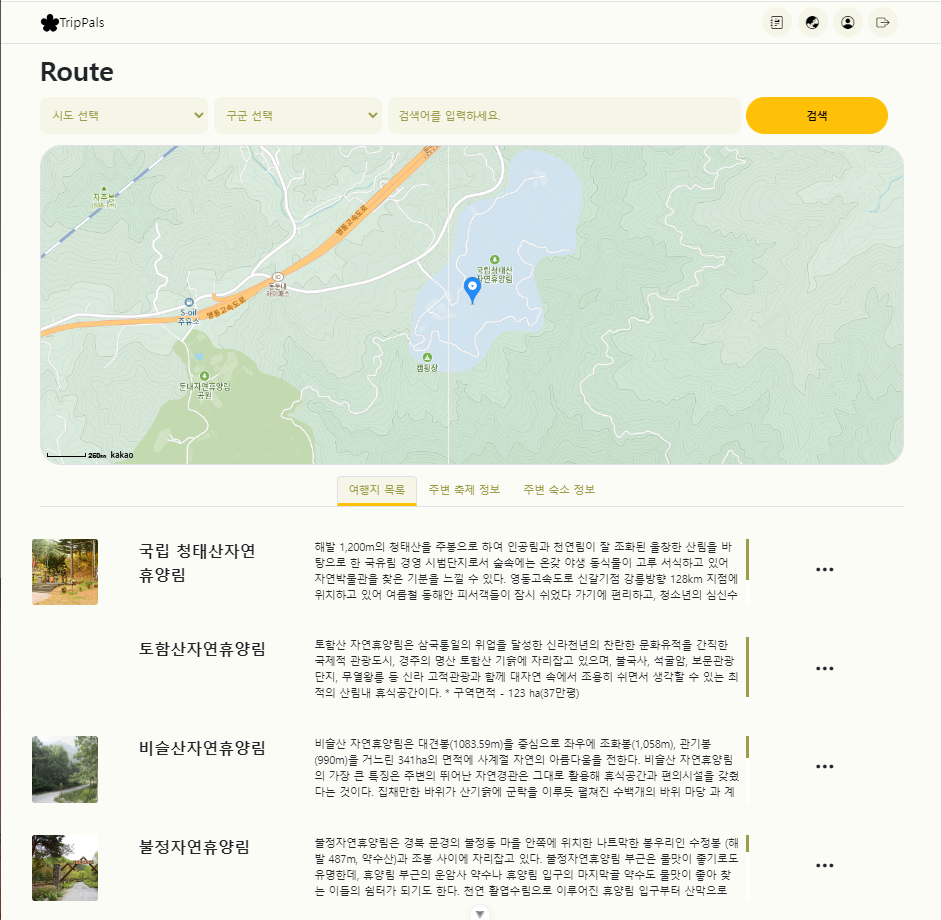 TripPals
Route
시도 선택
구군 선택
검색어를 입력하세요.
검색
영동고속도로
국립청태산
자연휴양림
둔내
하이패스
S-oil
주유소
영동고속도로
캠핑장
둔내자연휴양림
공원
260m kakao
여행지 목록
주변 축제 정보
주변 숙소 정보
국립 청태산자연
휴양림
해발 1,200m의 청태산을 주봉으로 하여 인공림과 천연림이 잘 조화된 울창한 산림을 바
탕으로 한 국유림 경영 시범단지로서 숲속에는 온갖 야생 동식물이 고루 서식하고 있어
자연박물관을 찾은 기분을 느낄 수 있다. 영동고속도로 신갈기점 강릉방향 128km 지점에
위치하고 있어 여름철 동해안 피서객들이 잠시 쉬었다 가기에 편리하고, 청소년의 심신수
토함산자연휴양림
토함산 자연휴양림은 삼국통일의 위업을 달성한 신라천년의 찬란한 문화유적을 간직한
국제적 관광도시, 경주의 명산 토함산 기슭에 자리잡고 있으며, 불국사, 석굴암, 보문관광
단지, 무열왕릉 등 신라 고적관광과 함께 대자연 속에서 조용히 쉬면서 생각할 수 있는 최
적의 산림내 휴식공간이다. * 구역면적 - 123 ha(37만평)
비슬산자연휴양림
비슬산 자연휴양림은 대견봉(1083.59m)을 중심으로 좌우에 조화봉(1,058m), 관기봉
(990m)을 거느린 341ha의 면적에 사계절 자연의 아름다움을 전한다. 비슬산 자연휴양림
의 가장 큰 특징은 주변의 뛰어난 자연경관은 그대로 활용해 휴식공간과 편의시설을 갖췄
다는 것이다. 집채만한 바위가 산기슭에 군락을 이루듯 펼쳐진 수백개의 바위 마당 과 계
불정자연휴양림
불정자연휴양림은 경북 문경의 불정동 마을 안쪽에 위치한 나트막한 봉우리인 수정봉 (해
발 487m, 약수산)과 조봉 사이에 자리잡고 있다. 불정자연휴양림 부근은 물맛이 좋기로도
유명한데, 휴양림 부근의 운암사 약수나 휴양림 입구의 마지막골 약수도 물맛이 좋아 찾
는 이들의 쉼터가 되기도 한다. 천연 활엽수림으로 이루어진 휴양림 입구부터 산막으로